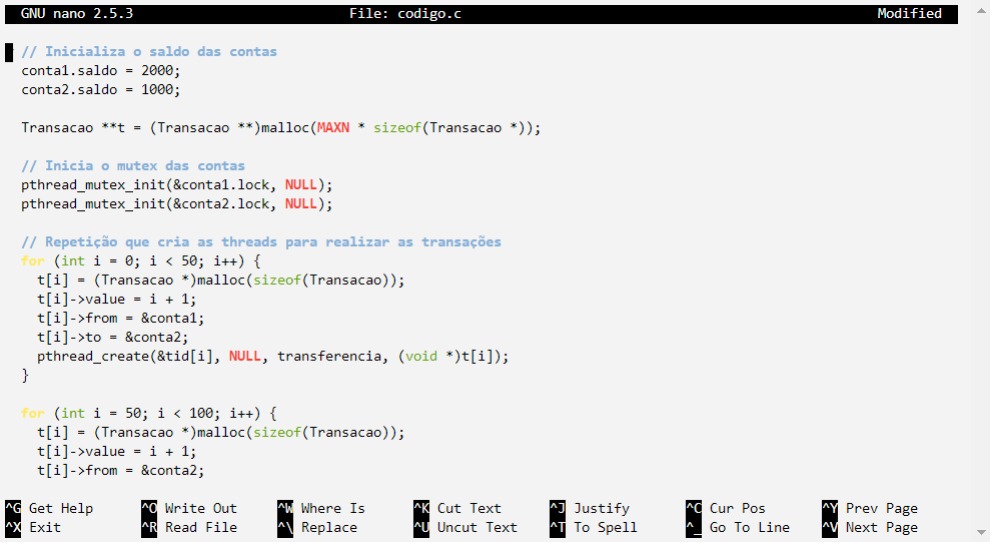 GNU nano 2.5.3 File: codigo.c Modified
// Inicializa o saldo das contas
conta1.saldo = 2000;
conta2.saldo = 1000;
Transacao **t = (Transacao **)malloc(MAXN * sizeof(Transacao *));
// Inicia o mutex das contas
pthread_mutex_init(&conta1.lock, NULL);
pthread_mutex_init(&conta2.lock, NULL);
// Repetição que cria as threads para realizar as transações
for (int i = 0; i < 50; i++) {
t[i] = (Transacao *)malloc(sizeof(Transacao));
t[i]->value = i + 1;
t[i]->from = &conta1;
t[i]->to = &conta2;
pthread_create(&tid[i], NULL, transferencia, (void *)t[i]);
}
for (int i = 50; i < 100; i++) {
t[i] = (Transacao *)malloc(sizeof(Transacao));
t[i]->value = i + 1;
t[i]->from = &conta2;
^G Get Help ^O Write Out ^W Where Is ^K Cut Text ^J Justify ^C Cur Pos ^Y Prev Page
^X Exit ^R Read File ^\ Replace ^U Uncut Text ^T To Spell ^_ Go To Line ^V Next Page